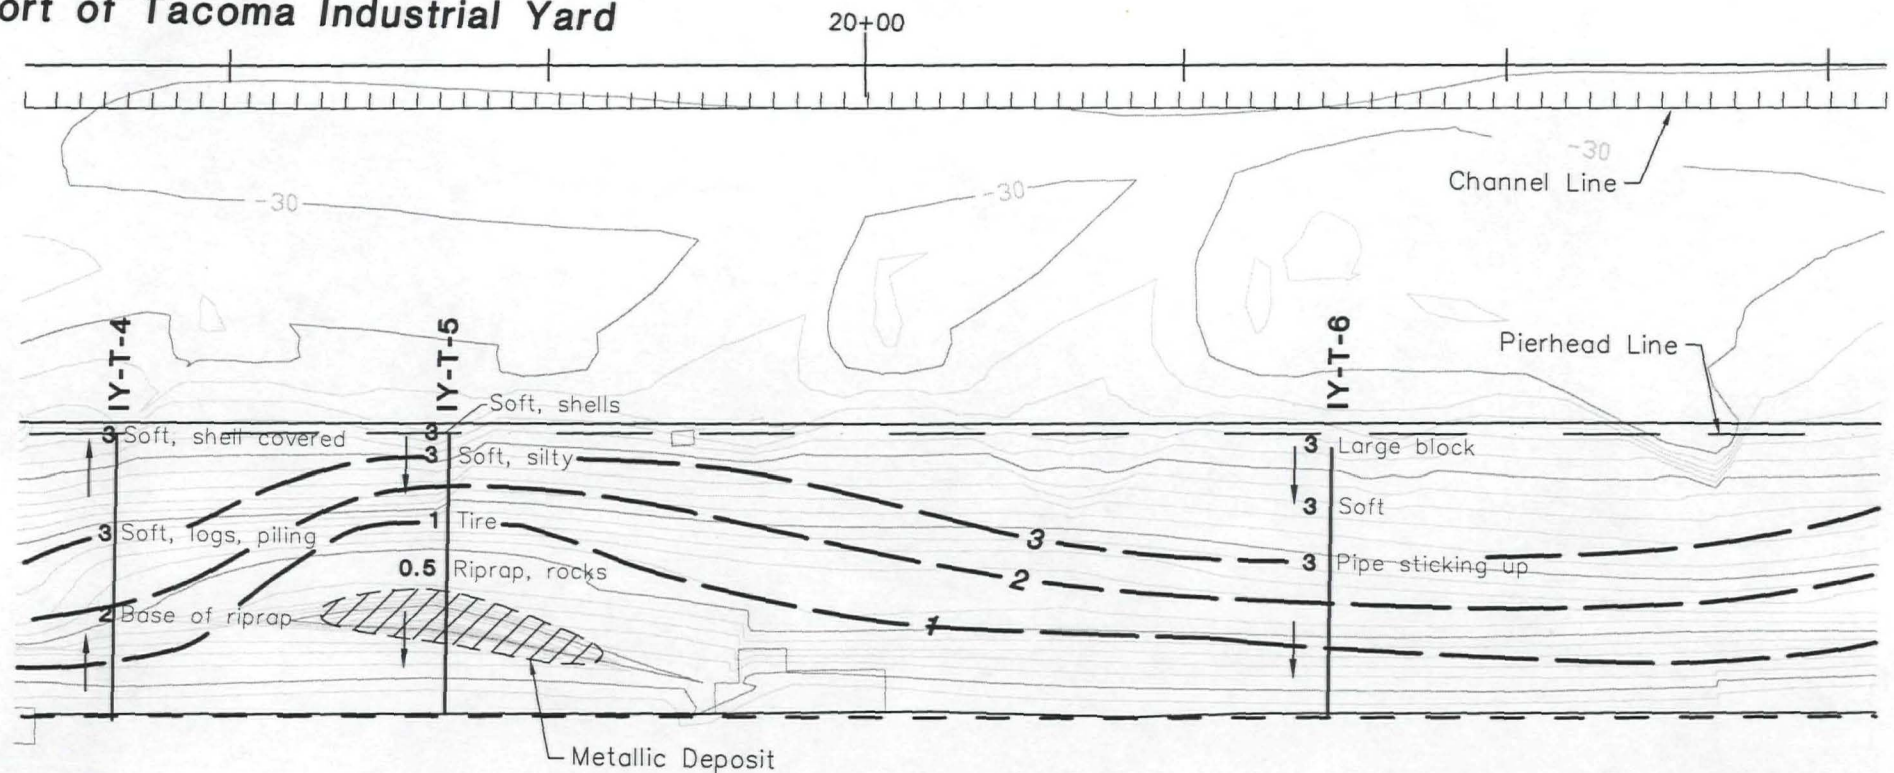 ort of Tacoma Industrial Yard
20+00
-30
Channel Line
-30
-30
IY-T-4
IY-T-5
IY-T-6
Pierhead Line
Soft, shells
3 Soft, shell covered
3
3 Large block
3 Soft, silty
3 Soft
1 Tire
3 Soft, logs, piling
3
3 Pipe sticking up
0.5 Riprap, rocks
2
2 Base of riprap
1
Metallic Deposit